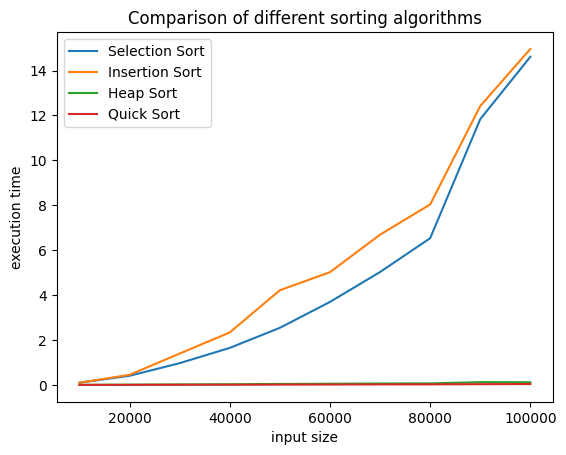 Comparison of different sorting algorithms
Selection Sort
Insertion Sort
Heap Sort
Quick Sort
14
12
10
8
6
4
2
0
execution time
20000 40000 60000 80000 100000
input size